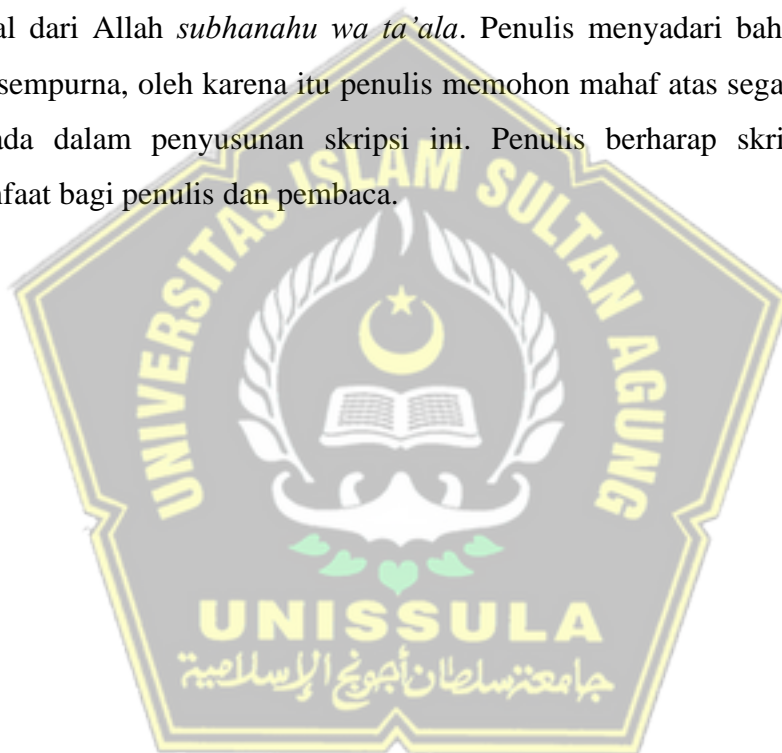 al dari Allah subhanahu wa ta’ala. Penulis menyadari bah
sempurna, oleh karena itu penulis memohon mahaf atas sega
ada dalam penyusunan skripsi ini. Penulis berharap skri
nfaat bagi penulis dan pembaca.
UNIVERSITAS ISLAM SULTAN AGUNG
UNISSULA
جامعة سلطان أجونج الإسلامية